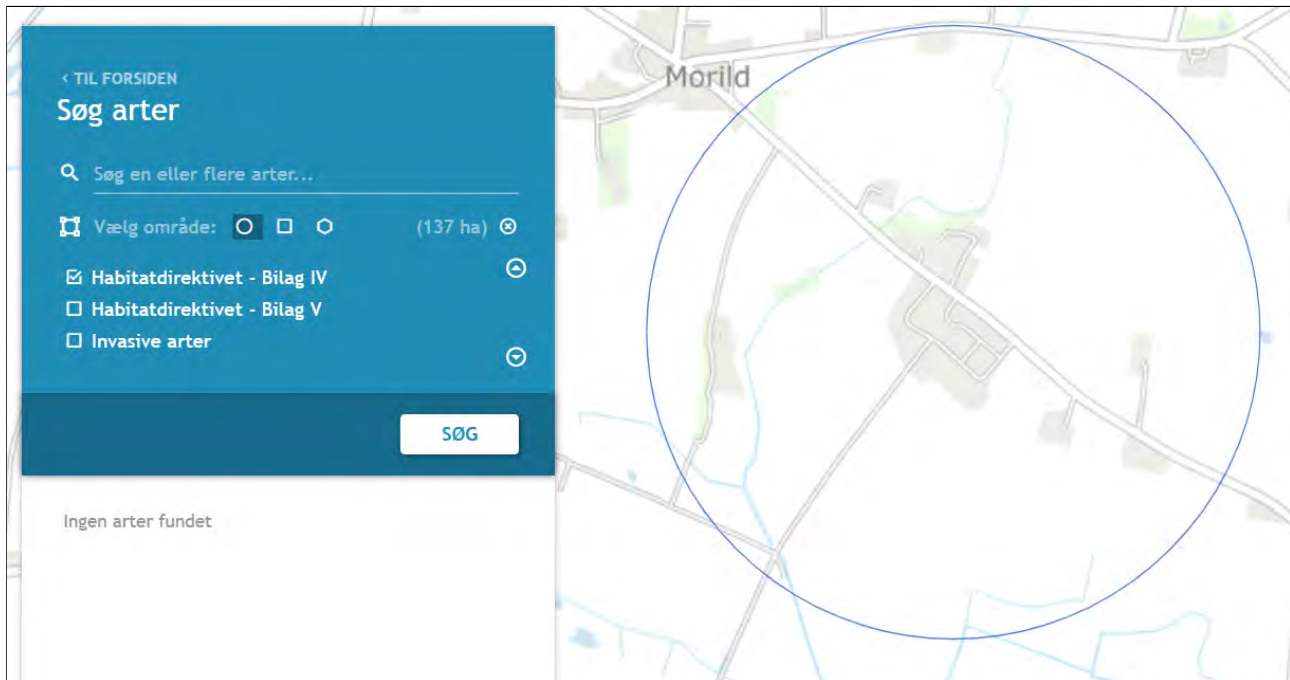 ‹ TIL FORSIDEN
Søg arter
Søg en eller flere arter...
Vælg område: (137 ha)
Habitatdirektivet - Bilag IV
Habitatdirektivet - Bilag V
Invasive arter
SØG
Ingen arter fundet
Morild